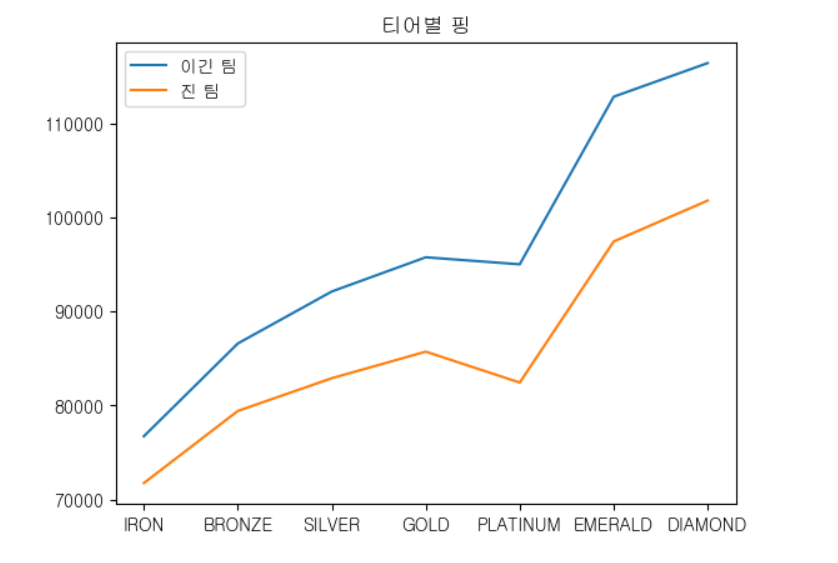 티어별 핑
이긴 팀
진 팀
110000
100000
90000
80000
70000
IRON BRONZE SILVER GOLD PLATINUM EMERALD DIAMOND